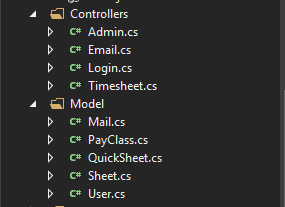 Controllers
C# Admin.cs
C# Email.cs
C# Login.cs
C# Timesheet.cs
Model
C# Mail.cs
C# PayClass.cs
C# QuickSheet.cs
C# Sheet.cs
C# User.cs